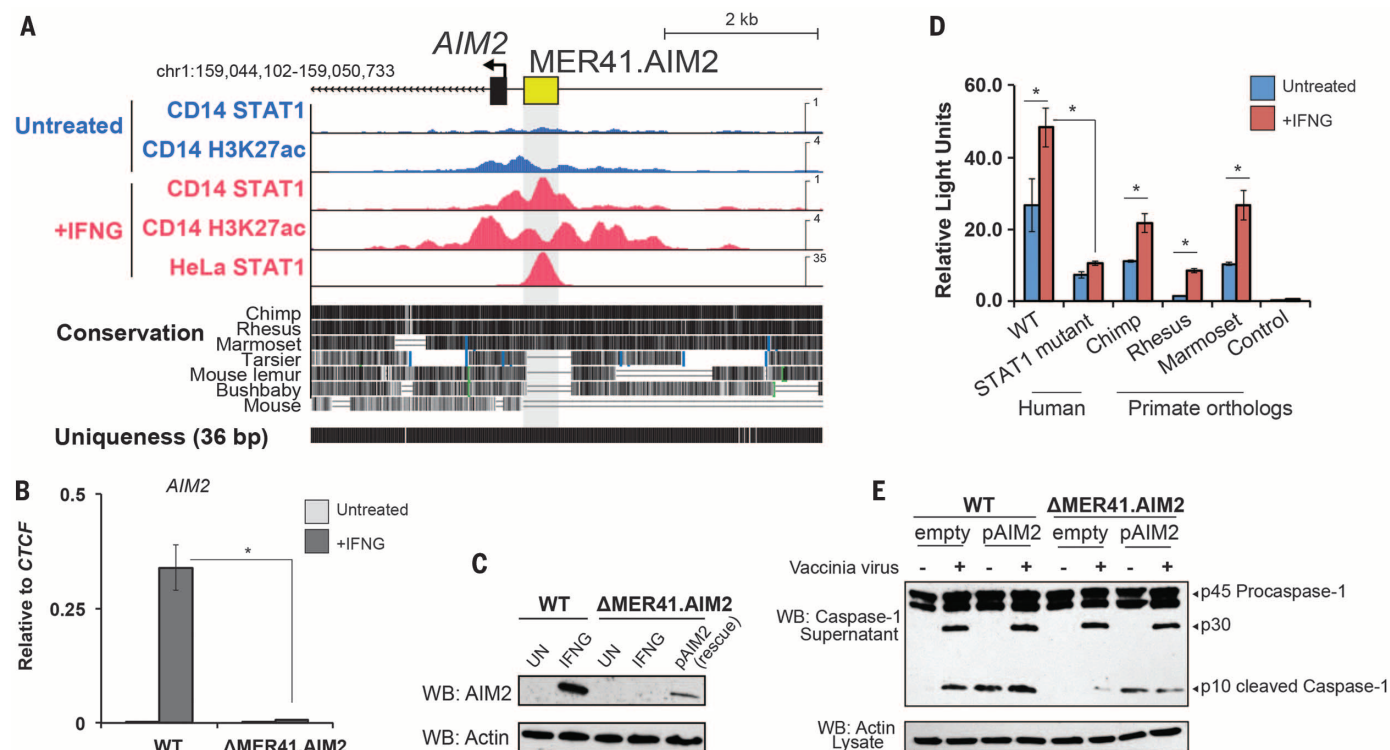 A
2 kb
AIM2
MER41.AIM2
chr1:159,044,102-159,050,733
Untreated
CD14 STAT1
1
CD14 H3K27ac
4
+IFNG
CD14 STAT1
1
CD14 H3K27ac
4
HeLa STAT1
35
Conservation
Chimp
Rhesus
Marmoset
Tarsier
Mouse lemur
Bushbaby
Mouse
Uniqueness (36 bp)
B
AIM2
Relative to CTCF
0.5
0.25
0
Untreated
+IFNG
*
WT
ΔMER41.AIM2
C
WT
ΔMER41.AIM2
UN
IFNG
UN
IFNG
pAIM2
(rescue)
WB: AIM2
WB: Actin
D
Relative Light Units
60.0
40.0
20.0
0.0
Untreated
+IFNG
*
*
*
*
*
WT
STAT1 mutant
Chimp
Rhesus
Marmoset
Control
Human
Primate orthologs
E
WT
ΔMER41.AIM2
empty
pAIM2
empty
pAIM2
Vaccinia virus
- + - + - + - +
WB: Caspase-1
Supernatant
p45 Procaspase-1
p30
p10 cleaved Caspase-1
WB: Actin
Lysate